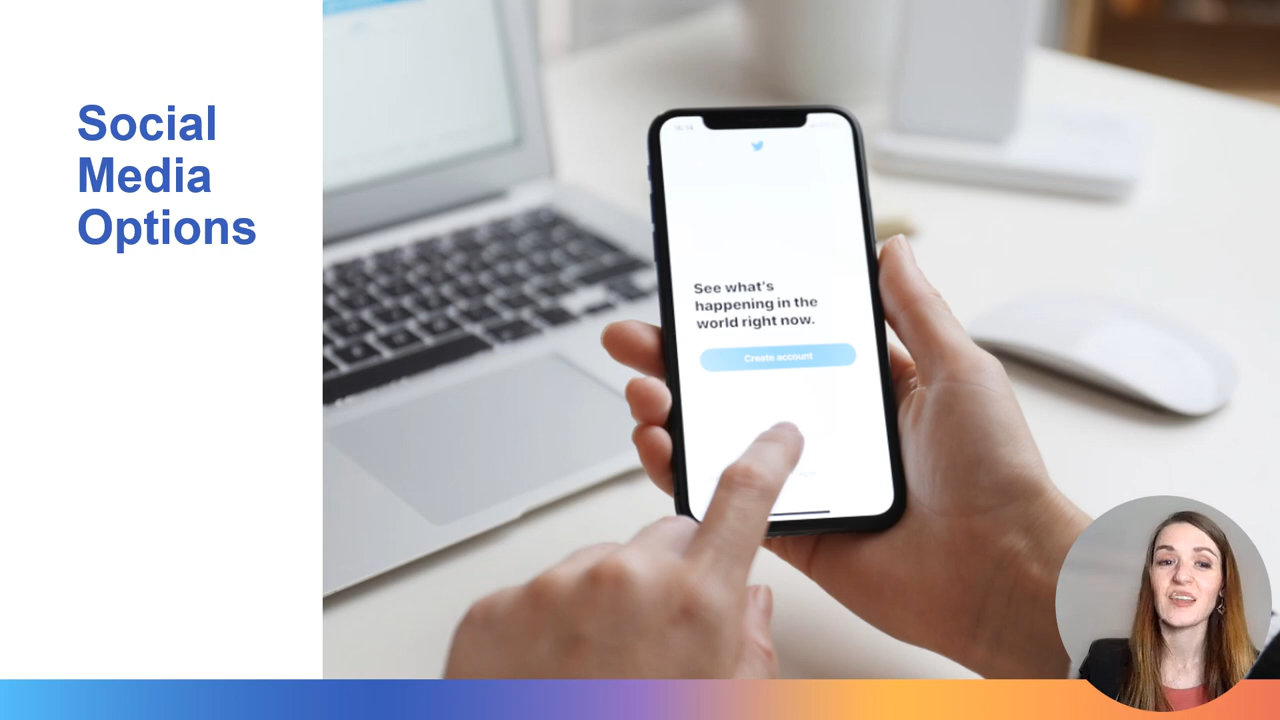 Social
Media
Options
See what's
happening in the
world right now.
Create account